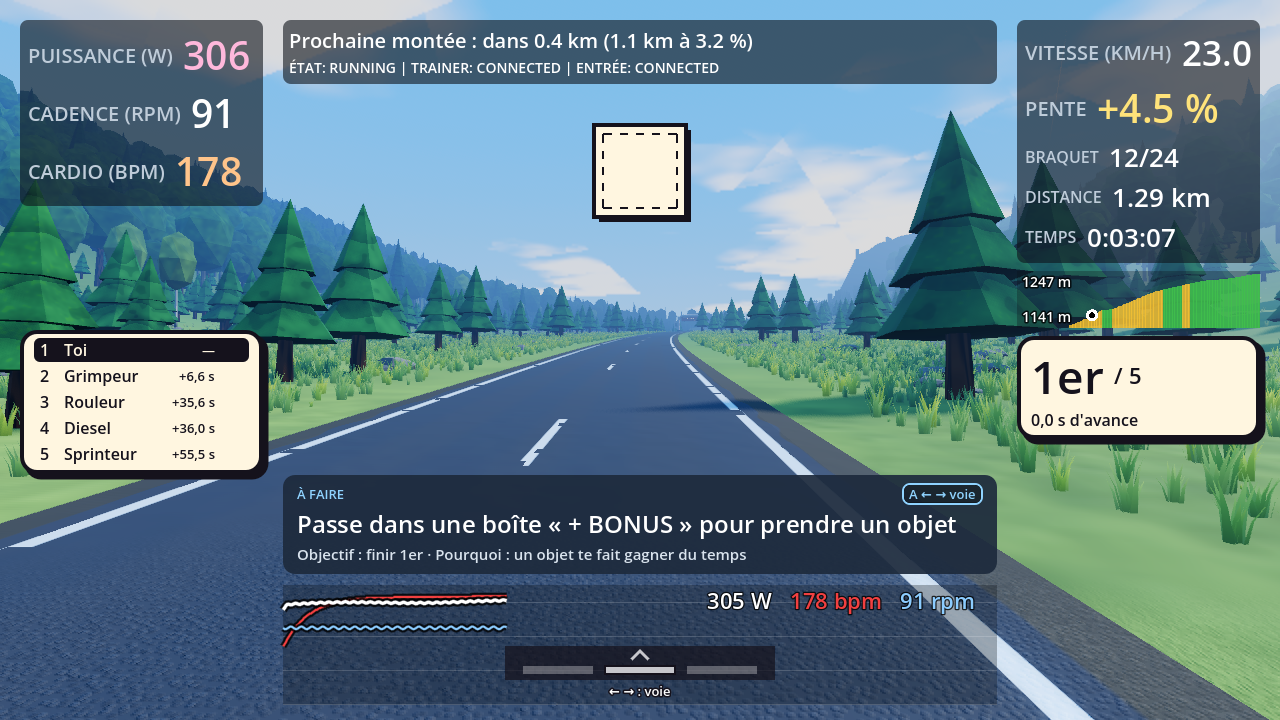 PUISSANCE (W) 306
CADENCE (RPM) 91
CARDIO (BPM) 178
Prochaine montée : dans 0.4 km (1.1 km à 3.2 %)
ÉTAT: RUNNING | TRAINER: CONNECTED | ENTRÉE: CONNECTED
VITESSE (KM/H) 23.0
PENTE +4.5 %
BRAQUET 12/24
DISTANCE 1.29 km
TEMPS 0:03:07
1247 m
1141 m
1 Toi —
2 Grimpeur +6,6 s
3 Rouleur +35,6 s
4 Diesel +36,0 s
5 Sprinteur +55,5 s
1er / 5
0,0 s d'avance
À FAIRE
A ← → voie
Passe dans une boîte « + BONUS » pour prendre un objet
Objectif : finir 1er · Pourquoi : un objet te fait gagner du temps
305 W 178 bpm 91 rpm
← → : voie